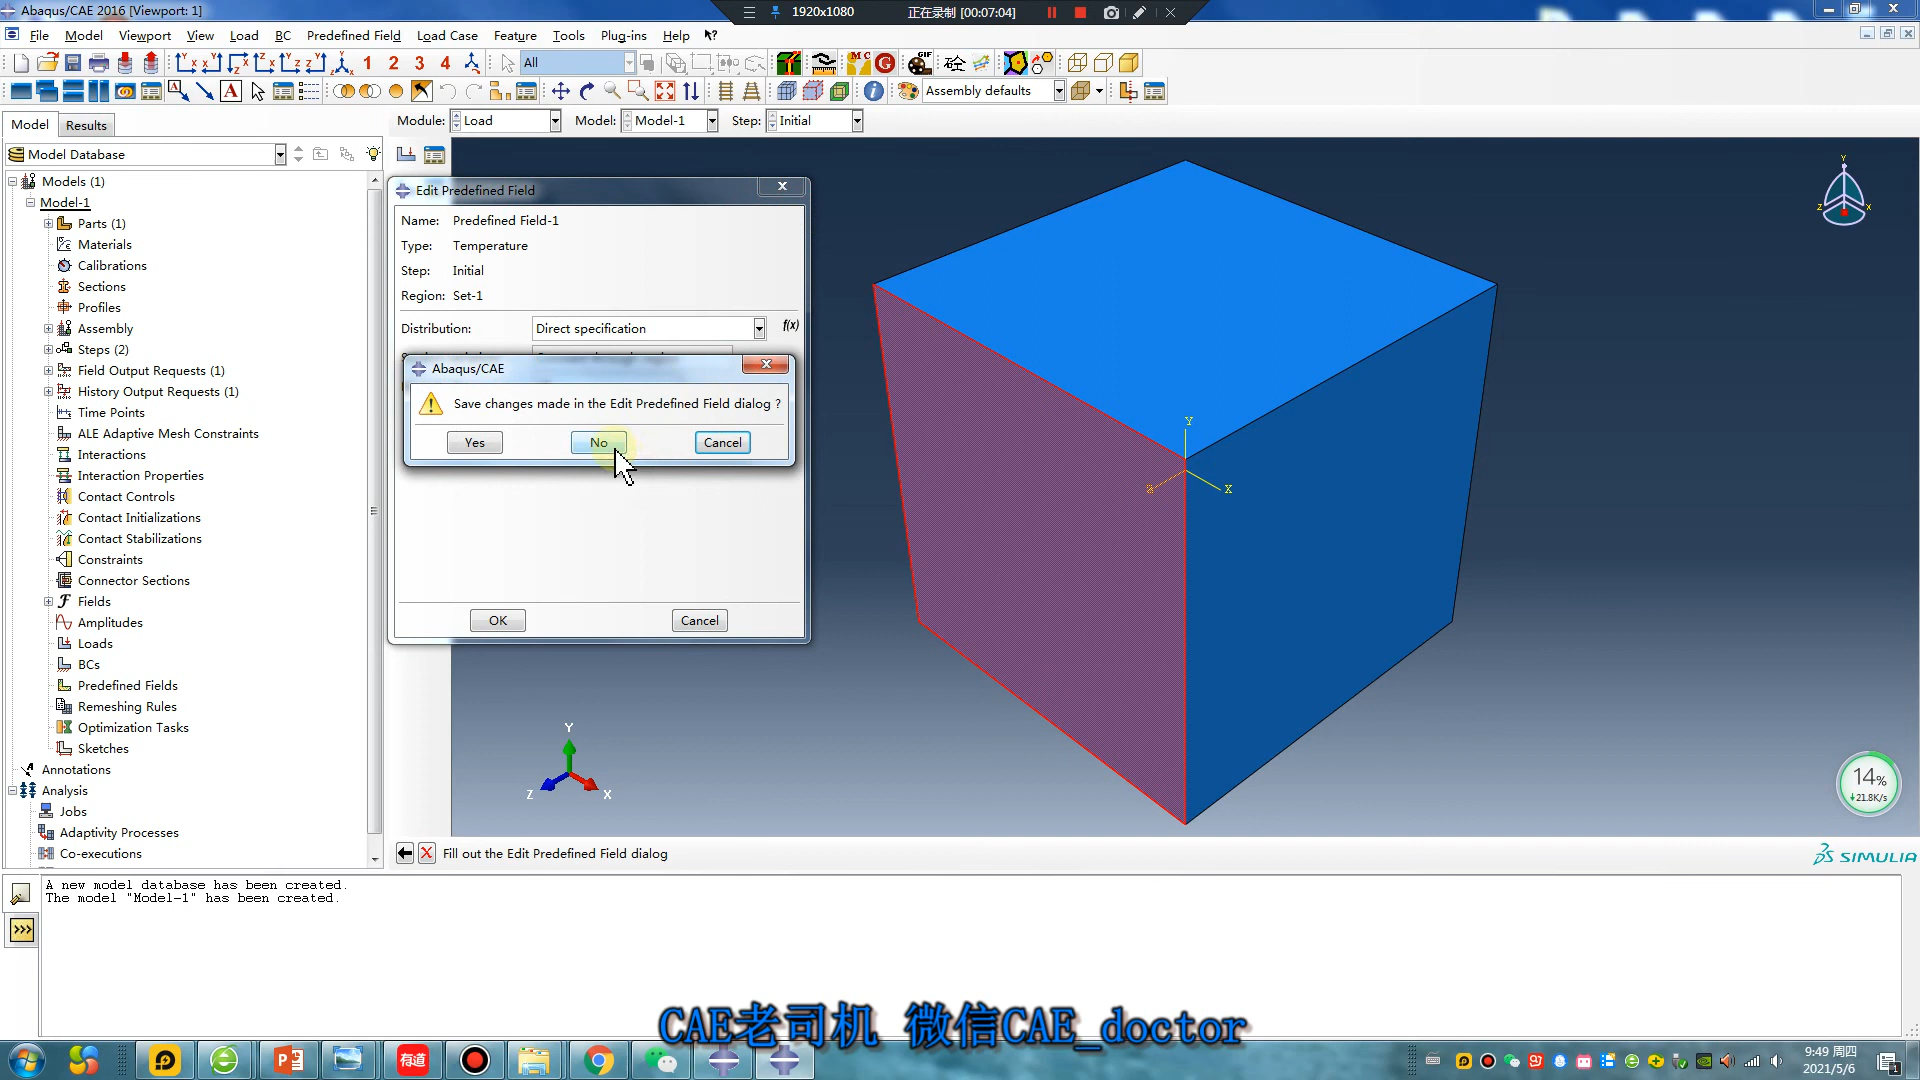 Abaqus/CAE 2016 [Viewport: 1]
1920x1080
正在录制 [00:07:04]
File Model Viewport View Load BC Predefined Field Load Case Feature Tools Plug-ins Help
1 2 3 4
All
Assembly defaults
Model Results
Module: Load Model: Model-1 Step: Initial
Model Database
Models (1)
Model-1
Parts (1)
Materials
Calibrations
Sections
Profiles
Assembly
Steps (2)
Field Output Requests (1)
History Output Requests (1)
Time Points
ALE Adaptive Mesh Constraints
Interactions
Interaction Properties
Contact Controls
Contact Initializations
Contact Stabilizations
Constraints
Connector Sections
Fields
Amplitudes
Loads
BCs
Predefined Fields
Remeshing Rules
Optimization Tasks
Sketches
Annotations
Analysis
Jobs
Adaptivity Processes
Co-executions
Edit Predefined Field
Name: Predefined Field-1
Type: Temperature
Step: Initial
Region: Set-1
Distribution: Direct specification f(x)
Abaqus/CAE
Save changes made in the Edit Predefined Field dialog ?
Yes No Cancel
OK Cancel
Y
X
Y
Z X
Y
Z X
14%
21.8K/s
Fill out the Edit Predefined Field dialog
SIMULIA
A new model database has been created.
The model "Model-1" has been created.
>>>
CAE老司机 微信CAE_doctor
有道
9:49 周四
2021/5/6